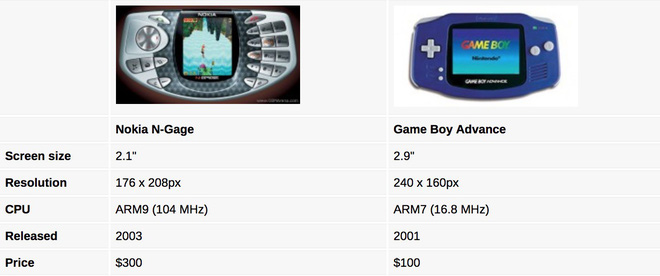 NOKIA
GAME BOY
Nintendo
GAME BOY ADVANCE
Nokia N-Gage
Game Boy Advance
Screen size
2.1"
2.9"
Resolution
176 x 208px
240 x 160px
CPU
ARM9 (104 MHz)
ARM7 (16.8 MHz)
Released
2003
2001
Price
$300
$100